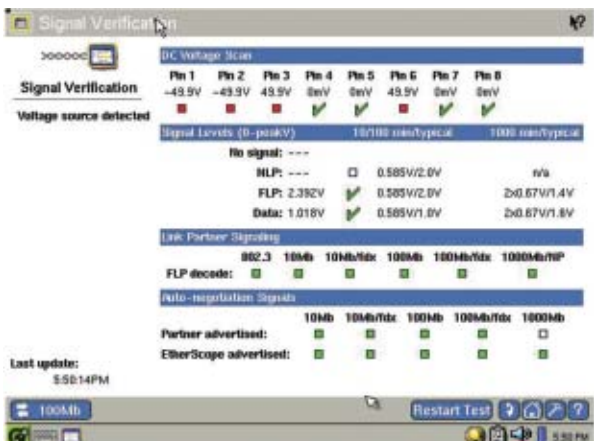 Signal Verification
Signal Verification
Voltage source detected
DC Voltage Scan
Pin 1 Pin 2 Pin 3 Pin 4 Pin 5 Pin 6 Pin 7 Pin 8
-49.9V -49.9V 49.9V 0mV 0mV 49.9V 0mV 0mV
Signal Levels (0-peakV) 10/100 min/typical 1000 min/typical
No signal: ---
NLP: --- 0.585V/2.0V n/a
FLP: 2.392V 0.585V/2.0V 2x0.67V/1.4V
Data: 1.018V 0.585V/1.0V 2x0.67V/1.8V
Link Partner Signaling
802.3 10Mb 10Mb/fdx 100Mb 100Mb/fdx 1000Mb/NP
FLP decode:
Auto-negotiation Signals
10Mb 10Mb/fdx 100Mb 100Mb/fdx 1000Mb
Partner advertised:
EtherScope advertised:
Last update:
5:50:14PM
100Mb
Restart Test
5:50 PM